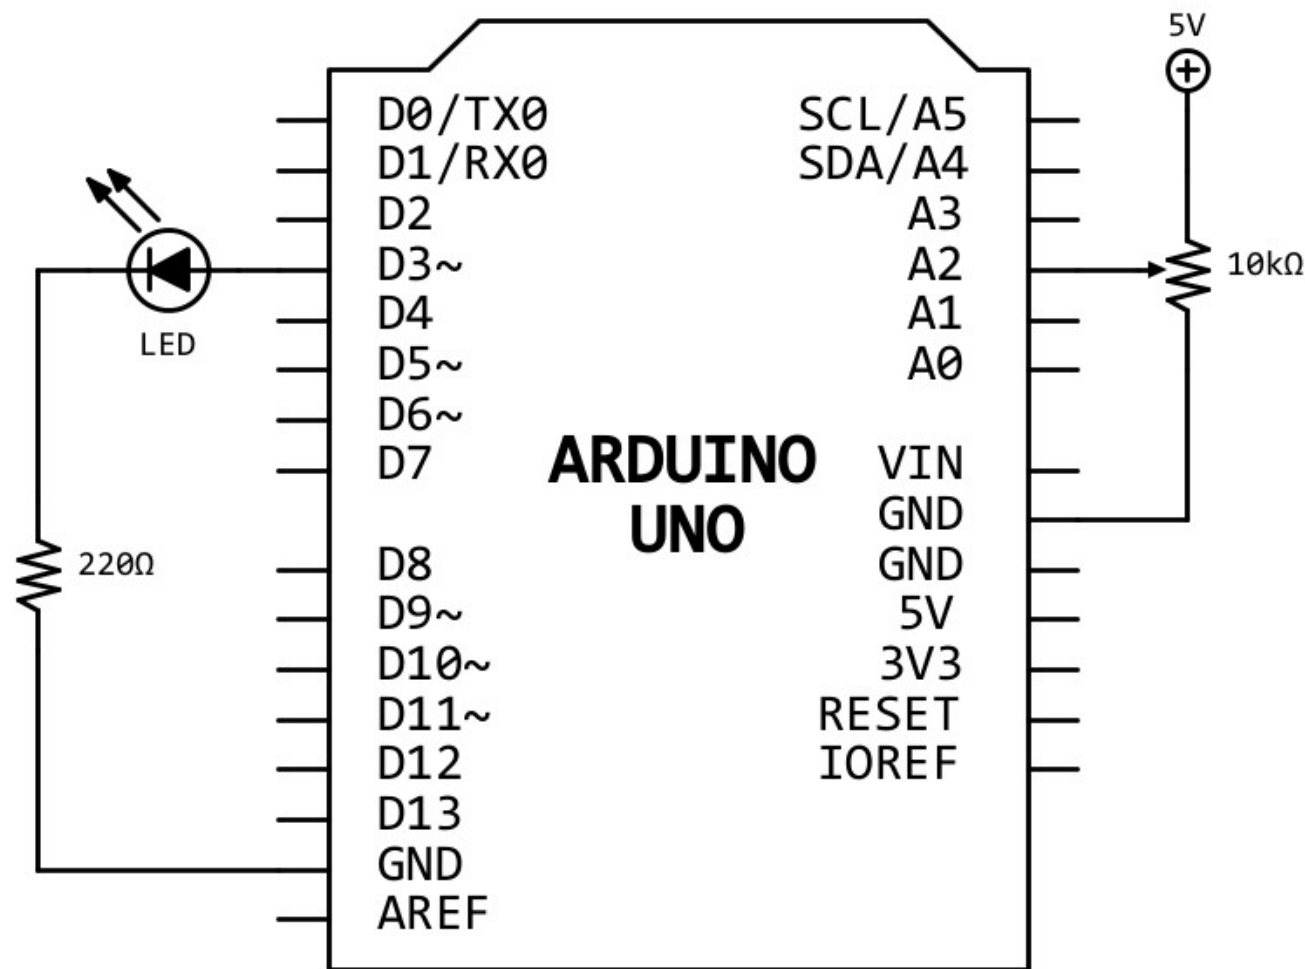 5V
D0/TX0
SCL/A5
D1/RX0
SDA/A4
D2
A3
D3~
A2
10kΩ
D4
A1
LED
D5~
A0
D6~
D7
ARDUINO
VIN
UNO
GND
220Ω
D8
GND
D9~
5V
D10~
3V3
D11~
RESET
D12
IOREF
D13
GND
AREF